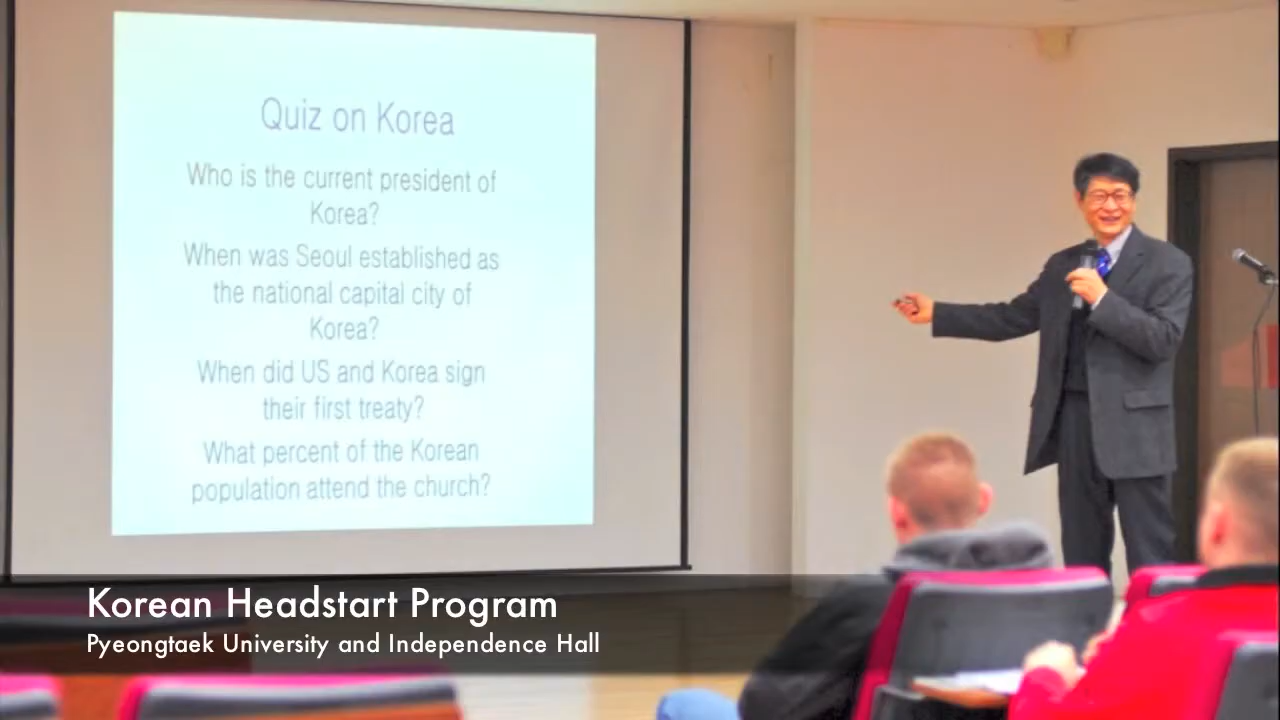 Quiz on Korea
Who is the current president of
Korea?
When was Seoul established as
the national capital city of
Korea?
When did US and Korea sign
their first treaty?
What percent of the Korean
population attend the church?
Korean Headstart Program
Pyeongtaek University and Independence Hall